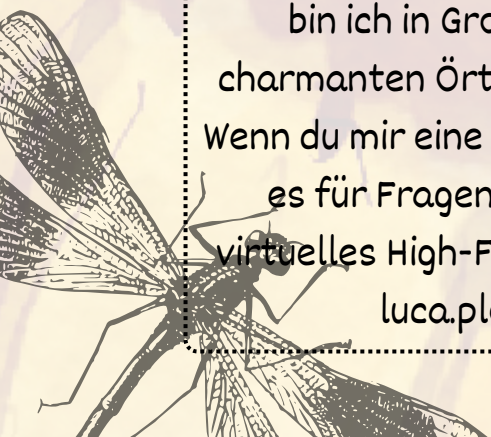 bin ich in Gro
charmanten Ört
Wenn du mir eine
es für Fragen
virtuelles High-F
luca.pl